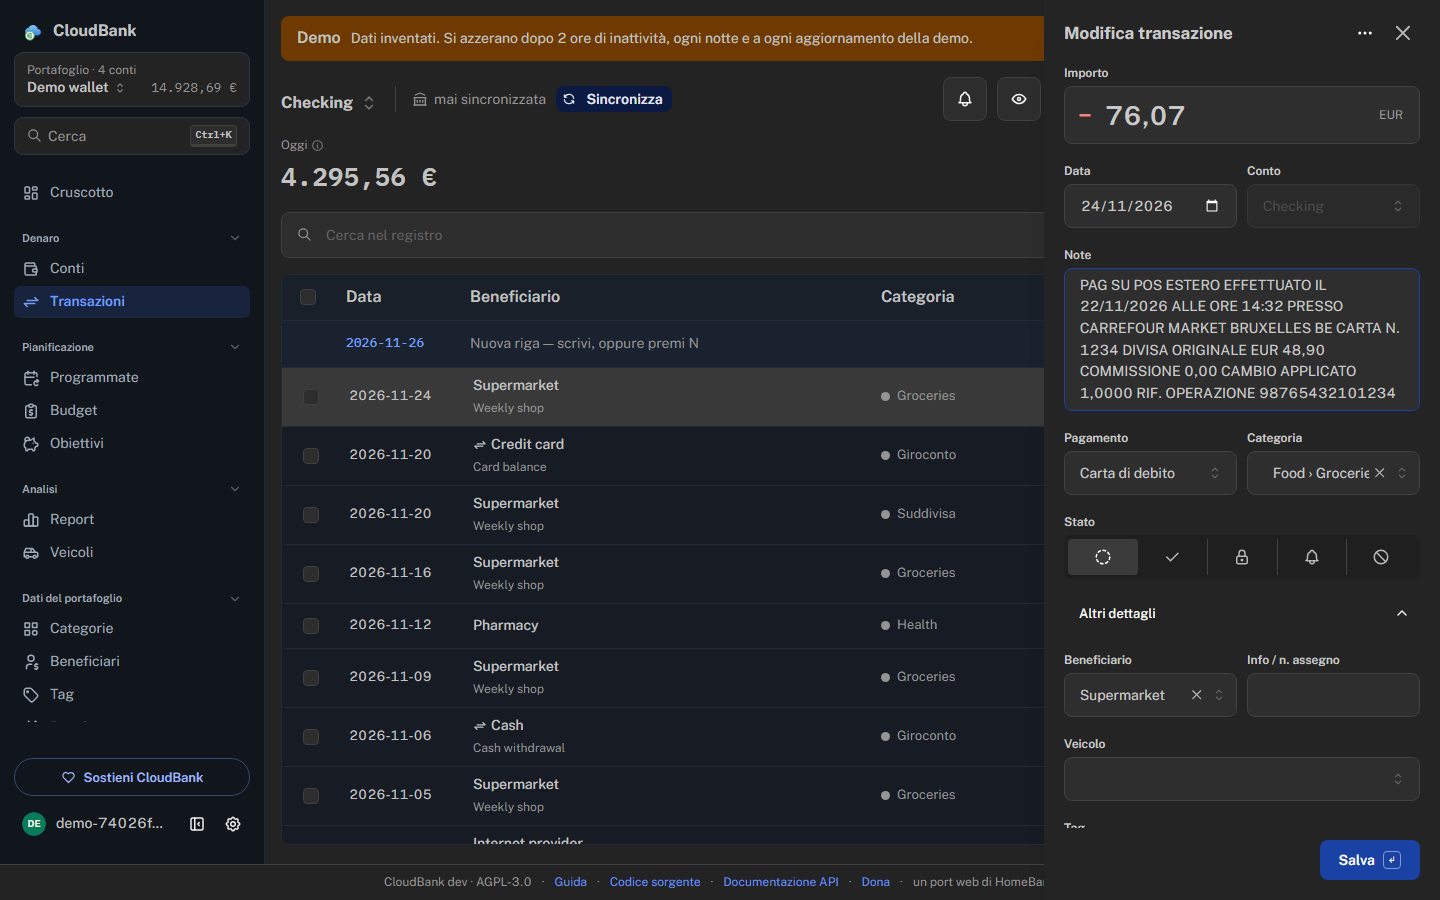 CloudBank
Portafoglio · 4 conti
Demo wallet 14.928,69 €
Cerca Ctrl+K
Cruscotto
Denaro
Conti
Transazioni
Pianificazione
Programmate
Budget
Obiettivi
Analisi
Report
Veicoli
Dati del portafoglio
Categorie
Beneficiari
Tag
Sostieni CloudBank
DE demo-74026f...
Demo Dati inventati. Si azzerano dopo 2 ore di inattività, ogni notte e a ogni aggiornamento della demo.
Checking mai sincronizzata Sincronizza
Oggi
4.295,56 €
Cerca nel registro
Data Beneficiario Categoria
2026-11-26 Nuova riga — scrivi, oppure premi N
2026-11-24 Supermarket Groceries
Weekly shop
2026-11-20 Credit card Giroconto
Card balance
2026-11-20 Supermarket Suddivisa
Weekly shop
2026-11-16 Supermarket Groceries
Weekly shop
2026-11-12 Pharmacy Health
2026-11-09 Supermarket Groceries
Weekly shop
2026-11-06 Cash Giroconto
Cash withdrawal
2026-11-05 Supermarket Groceries
Weekly shop
Internet provider
CloudBank dev · AGPL-3.0 · Guida · Codice sorgente · Documentazione API · Dona · un port web di HomeBan
Modifica transazione
Importo
− 76,07 EUR
Data Conto
24/11/2026 Checking
Note
PAG SU POS ESTERO EFFETTUATO IL
22/11/2026 ALLE ORE 14:32 PRESSO
CARREFOUR MARKET BRUXELLES BE CARTA N.
1234 DIVISA ORIGINALE EUR 48,90
COMMISSIONE 0,00 CAMBIO APPLICATO
1,0000 RIF. OPERAZIONE 98765432101234
Pagamento Categoria
Carta di debito Food › Grocerie
Stato
Altri dettagli
Beneficiario Info / n. assegno
Supermarket
Veicolo
Tag
Salva